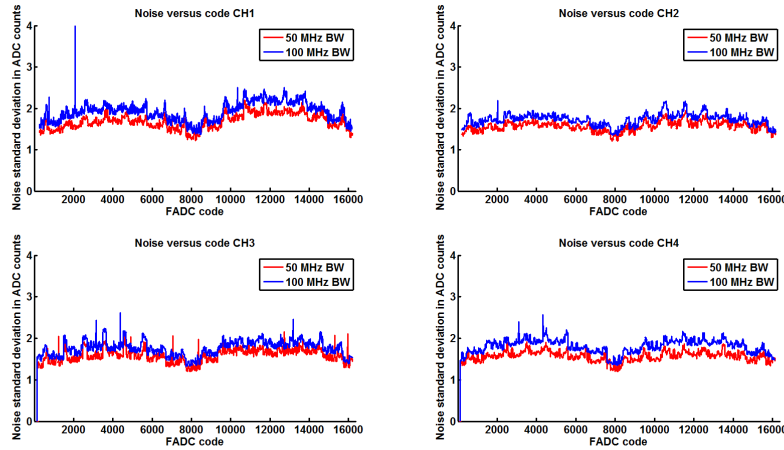 Noise versus code CH1
Noise standard deviation in ADC counts
4
3
2
1
0
50 MHz BW
100 MHz BW
2000 4000 6000 8000 10000 12000 14000 16000
FADC code
Noise versus code CH2
Noise standard deviation in ADC counts
4
3
2
1
0
50 MHz BW
100 MHz BW
2000 4000 6000 8000 10000 12000 14000 16000
FADC code
Noise versus code CH3
Noise standard deviation in ADC counts
4
3
2
1
0
50 MHz BW
100 MHz BW
2000 4000 6000 8000 10000 12000 14000 16000
FADC code
Noise versus code CH4
Noise standard deviation in ADC counts
4
3
2
1
0
50 MHz BW
100 MHz BW
2000 4000 6000 8000 10000 12000 14000 16000
FADC code